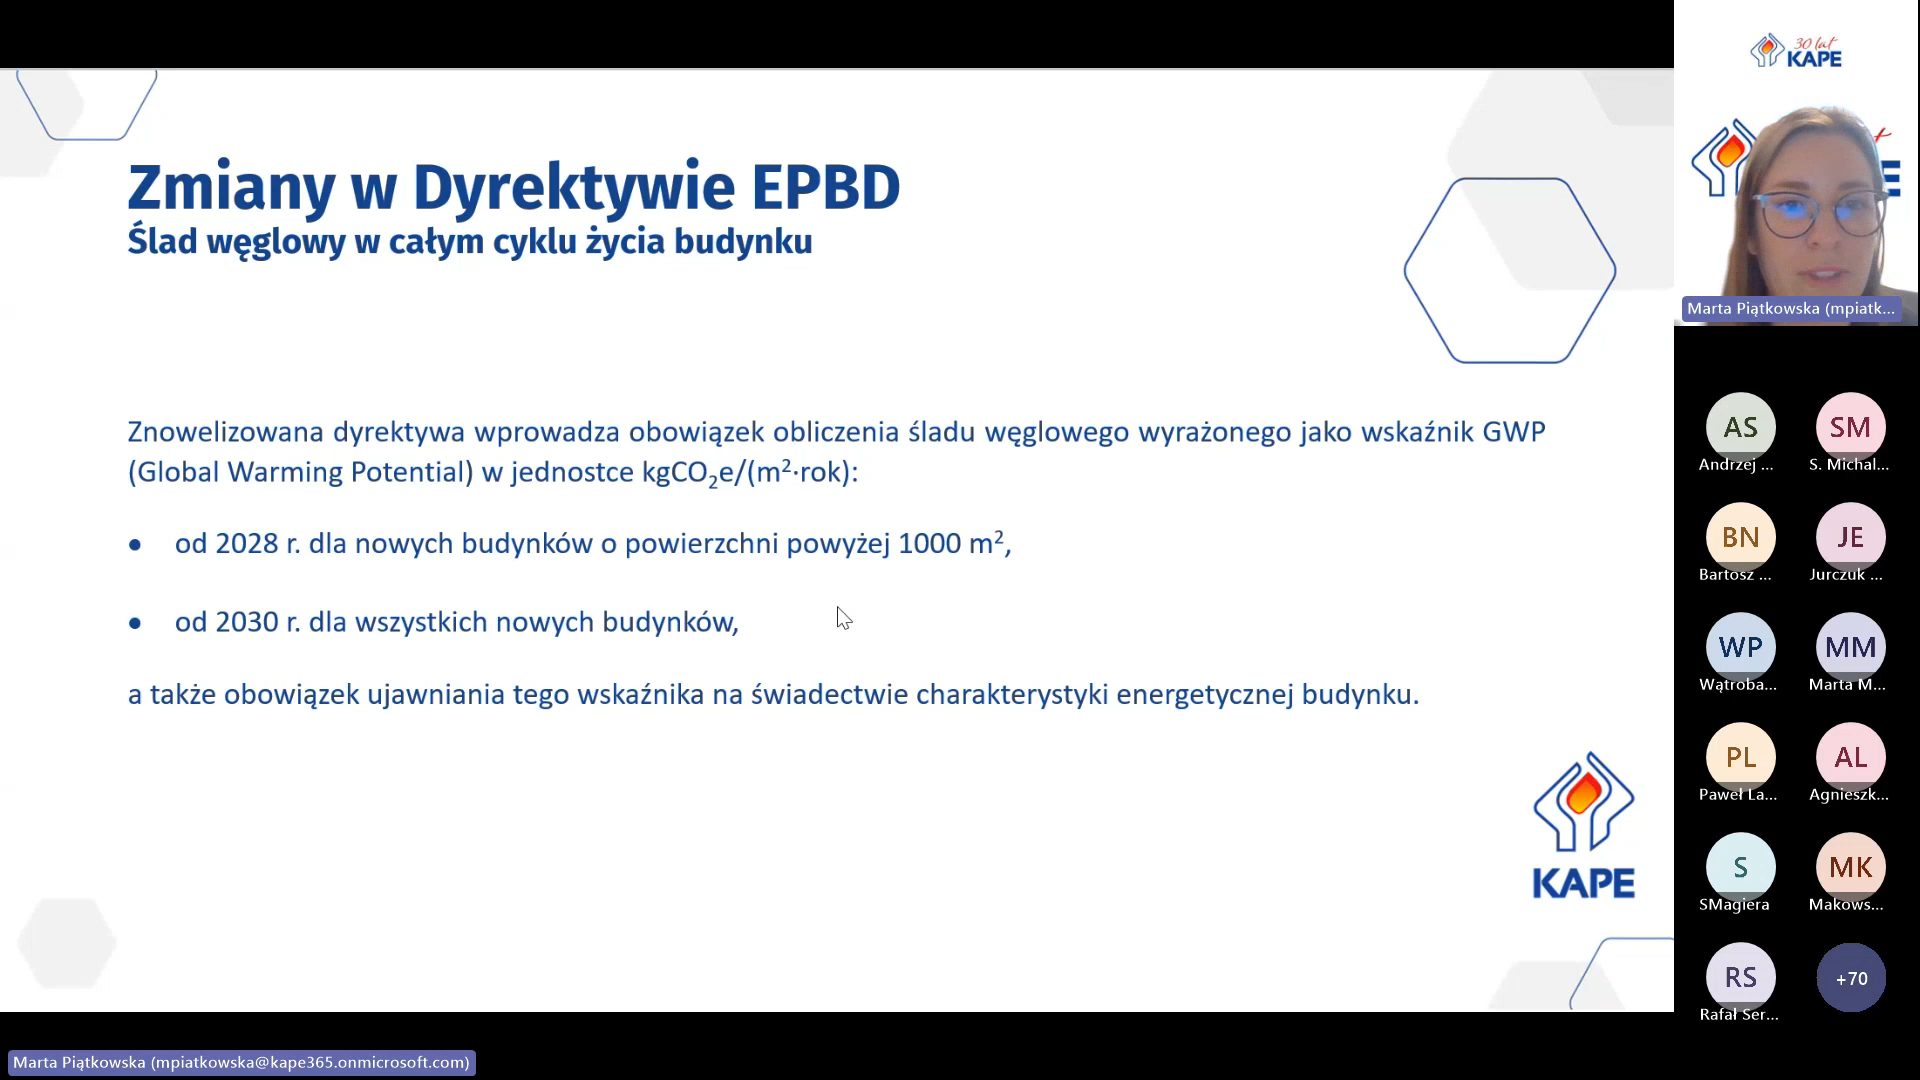 Zmiany w Dyrektywie EPBD
Ślad węglowy w całym cyklu życia budynku
Znowelizowana dyrektywa wprowadza obowiązek obliczenia śladu węglowego wyrażonego jako wskaźnik GWP
(Global Warming Potential) w jednostce kgCO₂e/(m²·rok):
• od 2028 r. dla nowych budynków o powierzchni powyżej 1000 m²,
• od 2030 r. dla wszystkich nowych budynków,
a także obowiązek ujawniania tego wskaźnika na świadectwie charakterystyki energetycznej budynku.
KAPE
30 lat
KAPE
E
Marta Piątkowska (mpiatk...
AS
Andrzej ...
SM
S. Michal...
BN
Bartosz ...
JE
Jurczuk ...
WP
Wątroba...
MM
Marta M...
PL
Paweł La...
AL
Agnieszk...
S
SMagiera
MK
Makows...
RS
Rafał Ser...
+70
Marta Piątkowska (mpiatkowska@kape365.onmicrosoft.com)